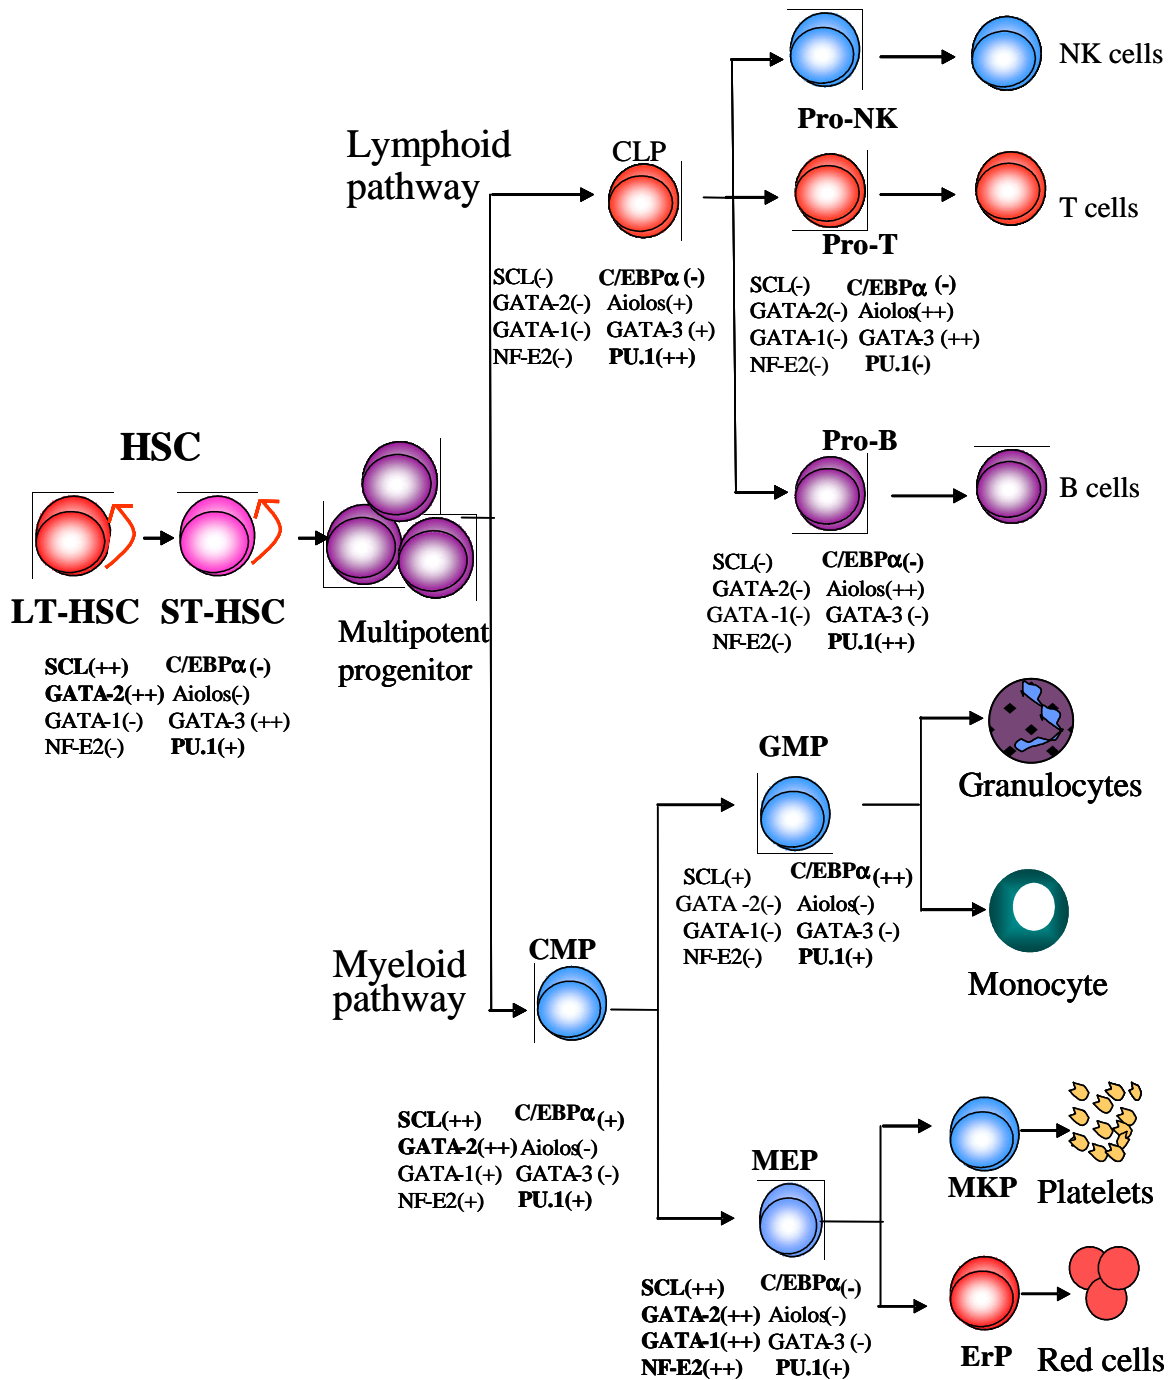 NK cells
Pro-NK
Lymphoid
pathway
CLP
T cells
Pro-T
SCL(-) C/EBPα (-)
GATA-2(-) Aiolos(+)
GATA-1(-) GATA-3 (+)
NF-E2(-) PU.1(++)
SCL(-) C/EBPα (-)
GATA-2(-) Aiolos(++)
GATA-1(-) GATA-3 (++)
NF-E2(-) PU.1(-)
HSC
Pro-B
B cells
SCL(-) C/EBPα(-)
GATA-2(-) Aiolos(++)
GATA -1(-) GATA-3 (-)
NF-E2(-) PU.1(++)
LT-HSC ST-HSC
Multipotent
progenitor
SCL(++) C/EBPα (-)
GATA-2(++) Aiolos(-)
GATA-1(-) GATA-3 (++)
NF-E2(-) PU.1(+)
GMP
Granulocytes
SCL(+) C/EBPα (++)
GATA -2(-) Aiolos(-)
GATA-1(-) GATA-3 (-)
NF-E2(-) PU.1(+)
Monocyte
Myeloid
pathway
CMP
SCL(++) C/EBPα (+)
GATA-2(++) Aiolos(-)
GATA-1(+) GATA-3 (-)
NF-E2(+) PU.1(+)
MEP
MKP Platelets
SCL(++) C/EBPα(-)
GATA-2(++) Aiolos(-)
GATA-1(++) GATA-3 (-)
NF-E2(++) PU.1(+)
ErP Red cells